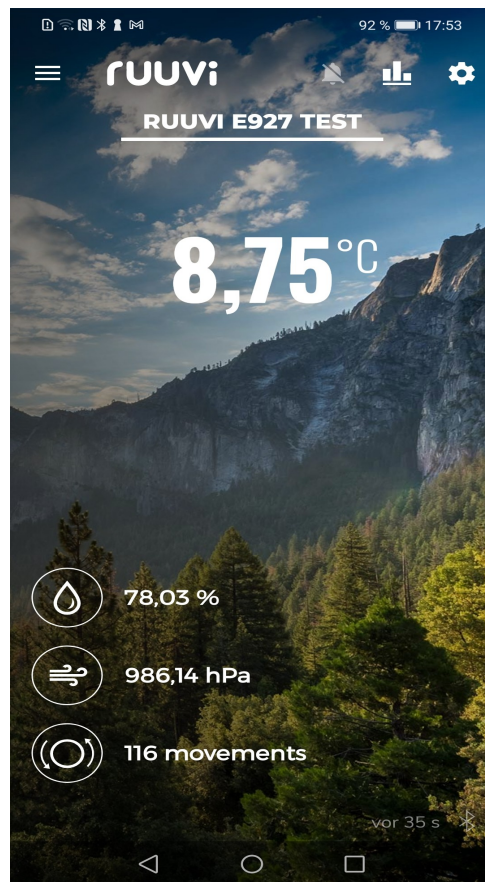 92 % 17:53
ruuvi
RUUVI E927 TEST
8,75 °C
78,03 %
986,14 hPa
116 movements
vor 35 s